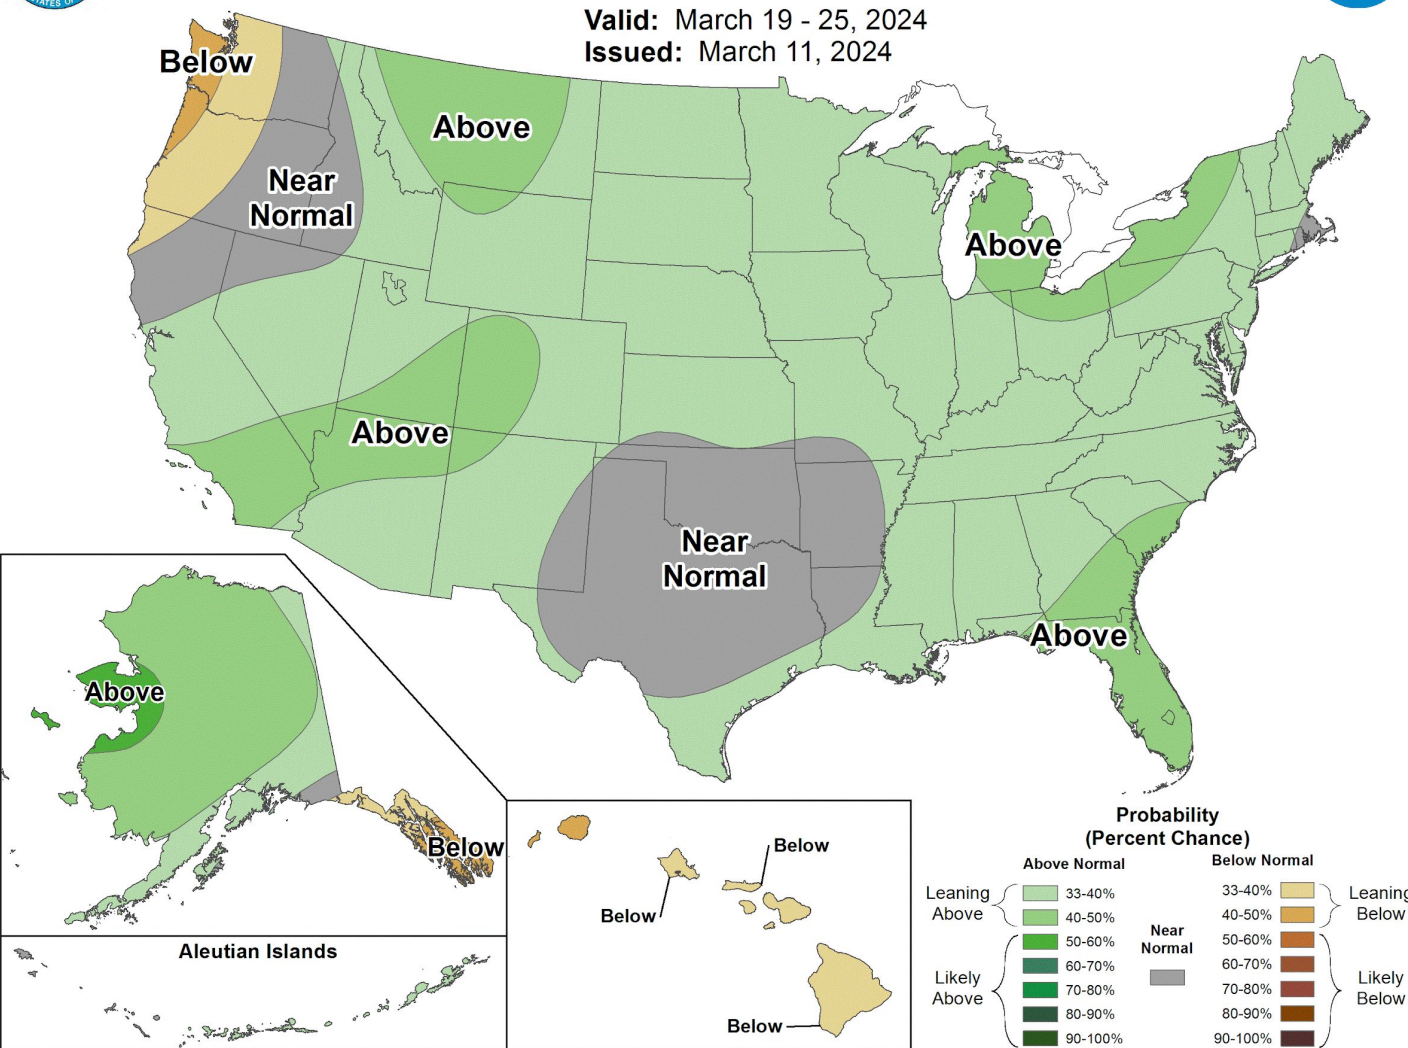 STATES OF
Valid: March 19 - 25, 2024
Issued: March 11, 2024
Below
Above
Near
Normal
Above
Above
Near
Normal
Above
Above
Below
Aleutian Islands
Below
Below
Below
Probability
(Percent Chance)
Above Normal
Below Normal
Leaning
Above
33-40%
40-50%
Likely
Above
50-60%
60-70%
70-80%
80-90%
90-100%
Near
Normal
33-40%
40-50%
Leaning
Below
50-60%
60-70%
70-80%
80-90%
90-100%
Likely
Below